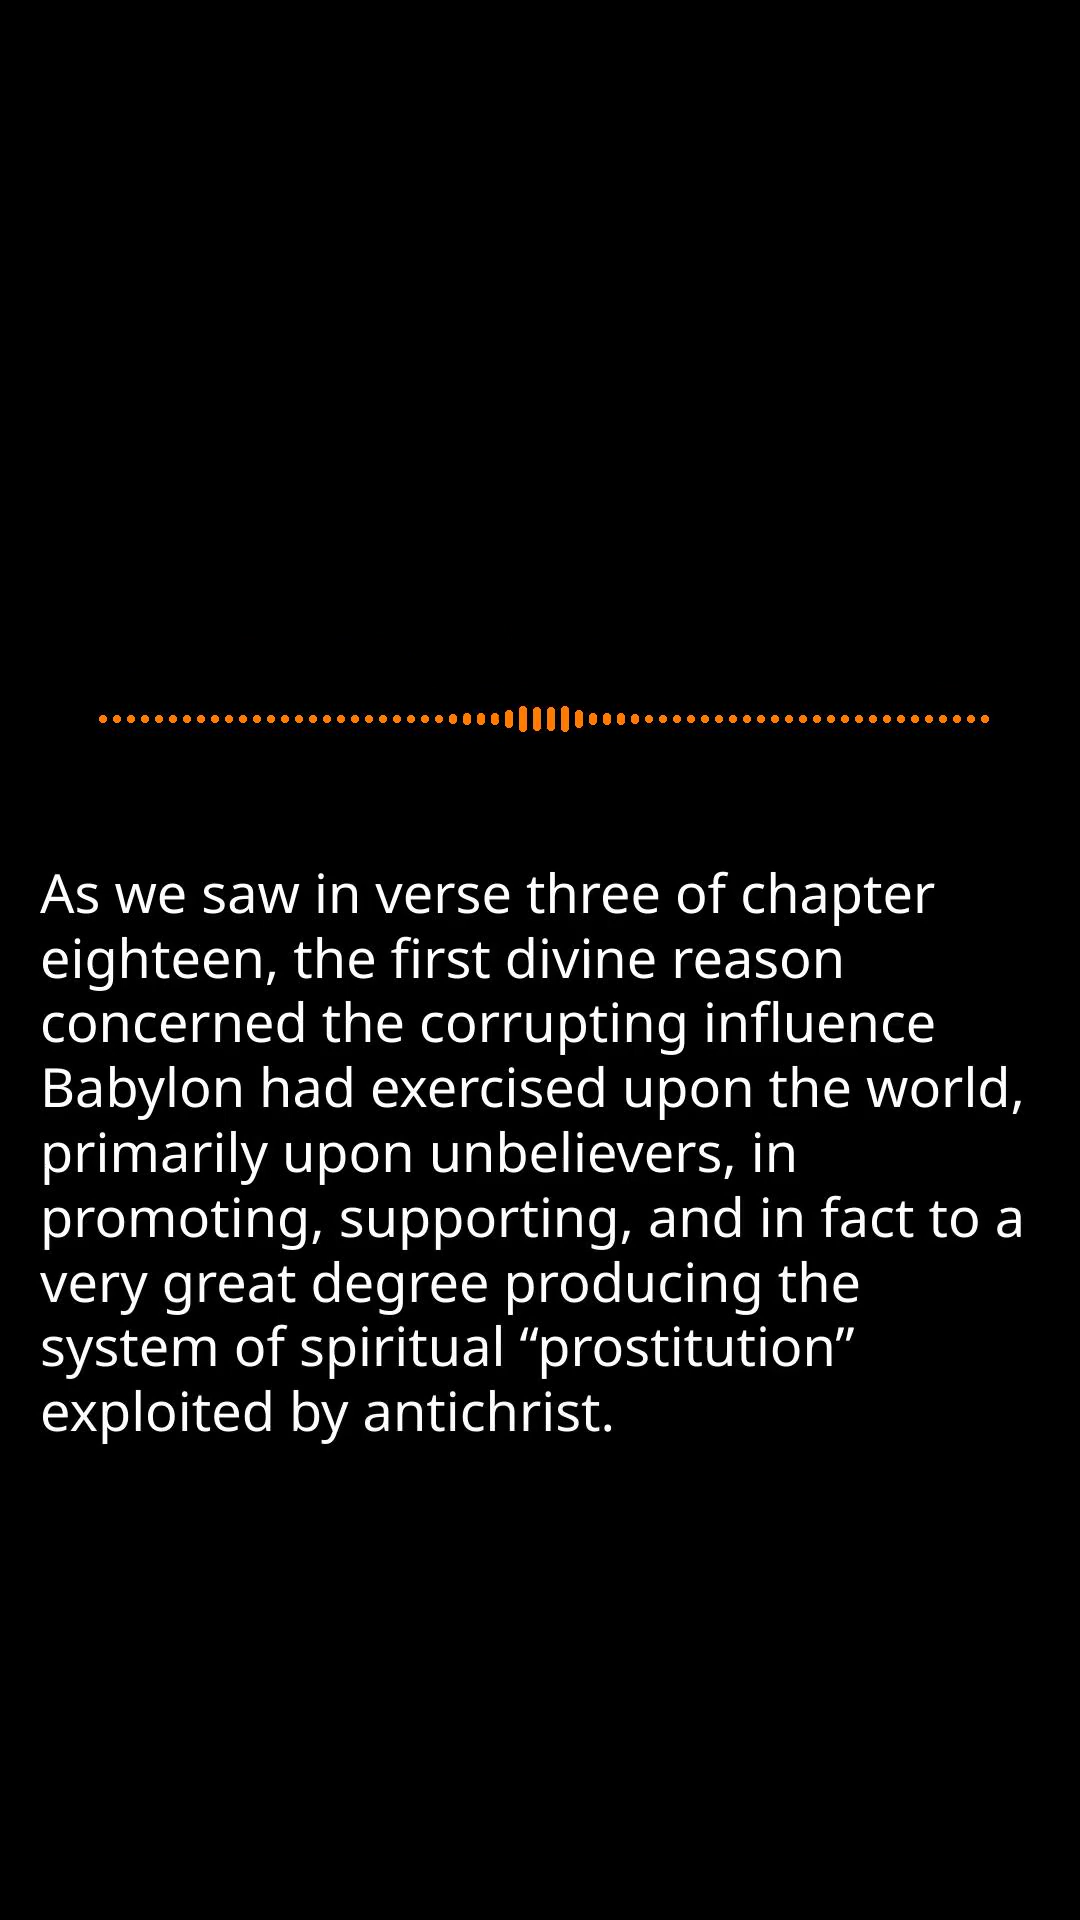 As we saw in verse three of chapter
eighteen, the first divine reason
concerned the corrupting influence
Babylon had exercised upon the world,
primarily upon unbelievers, in
promoting, supporting, and in fact to a
very great degree producing the
system of spiritual “prostitution”
exploited by antichrist.